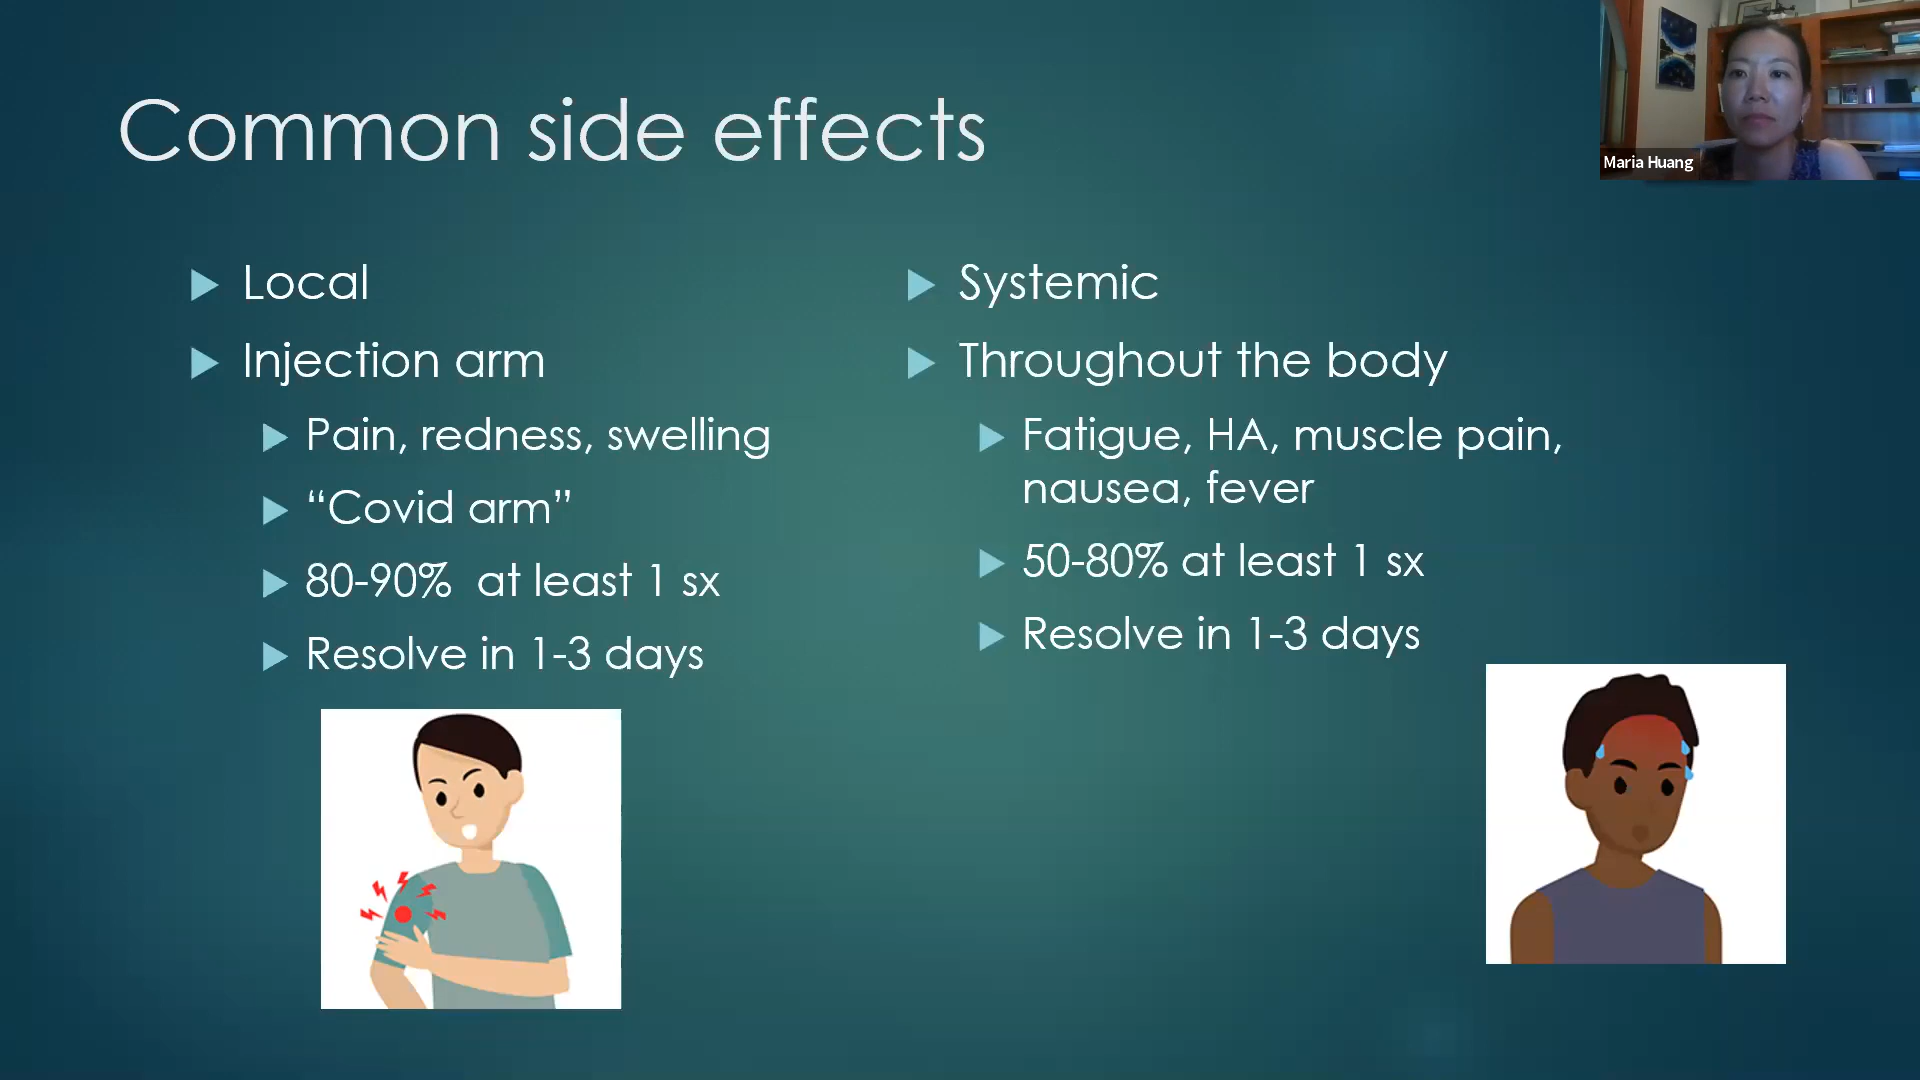 Common side effects
Local
Injection arm
Pain, redness, swelling
“Covid arm”
80-90%  at least 1 sx
Resolve in 1-3 days
Systemic
Throughout the body
Fatigue, HA, muscle pain,
nausea, fever
50-80% at least 1 sx
Resolve in 1-3 days
Maria Huang